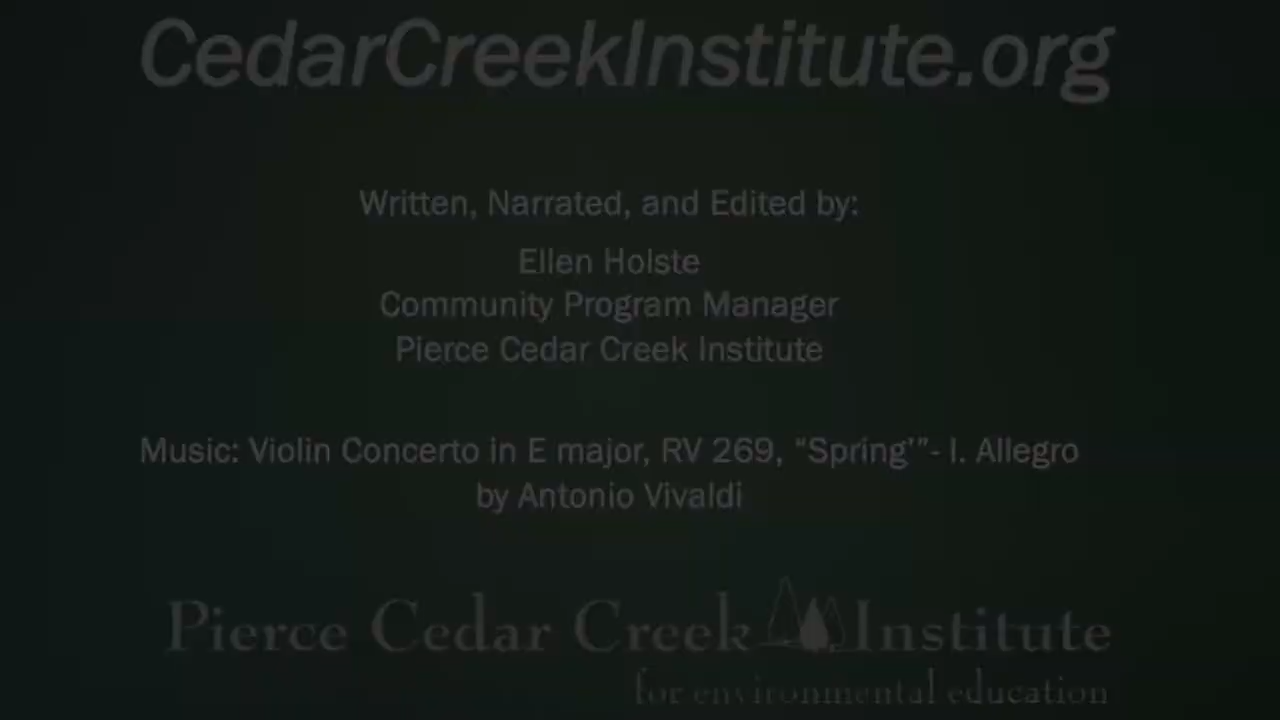 CedarCreekInstitute.org
Written, Narrated, and Edited by:
Ellen Holste
Community Program Manager
Pierce Cedar Creek Institute
Music: Violin Concerto in E major, RV 269, “Spring'”- I. Allegro
by Antonio Vivaldi
Pierce Cedar Creek Institute
for environmental education